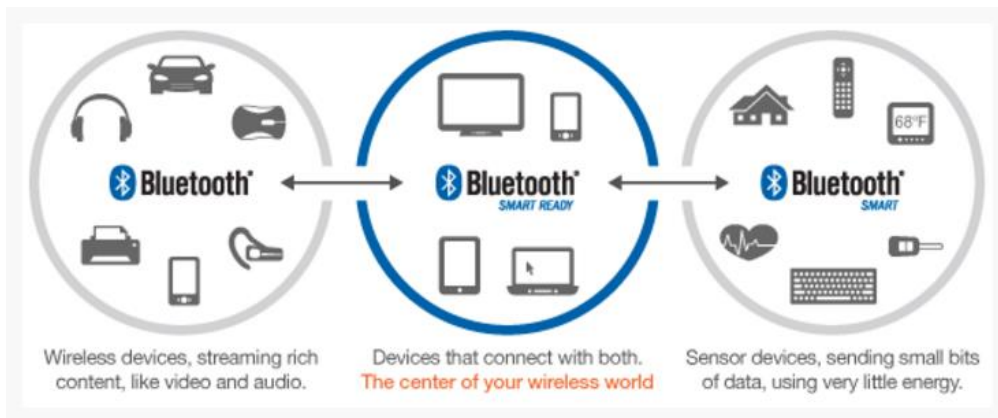 Bluetooth
Bluetooth
SMART READY
68°F
Bluetooth
SMART
Wireless devices, streaming rich
content, like video and audio.
Devices that connect with both.
The center of your wireless world
Sensor devices, sending small bits
of data, using very little energy.